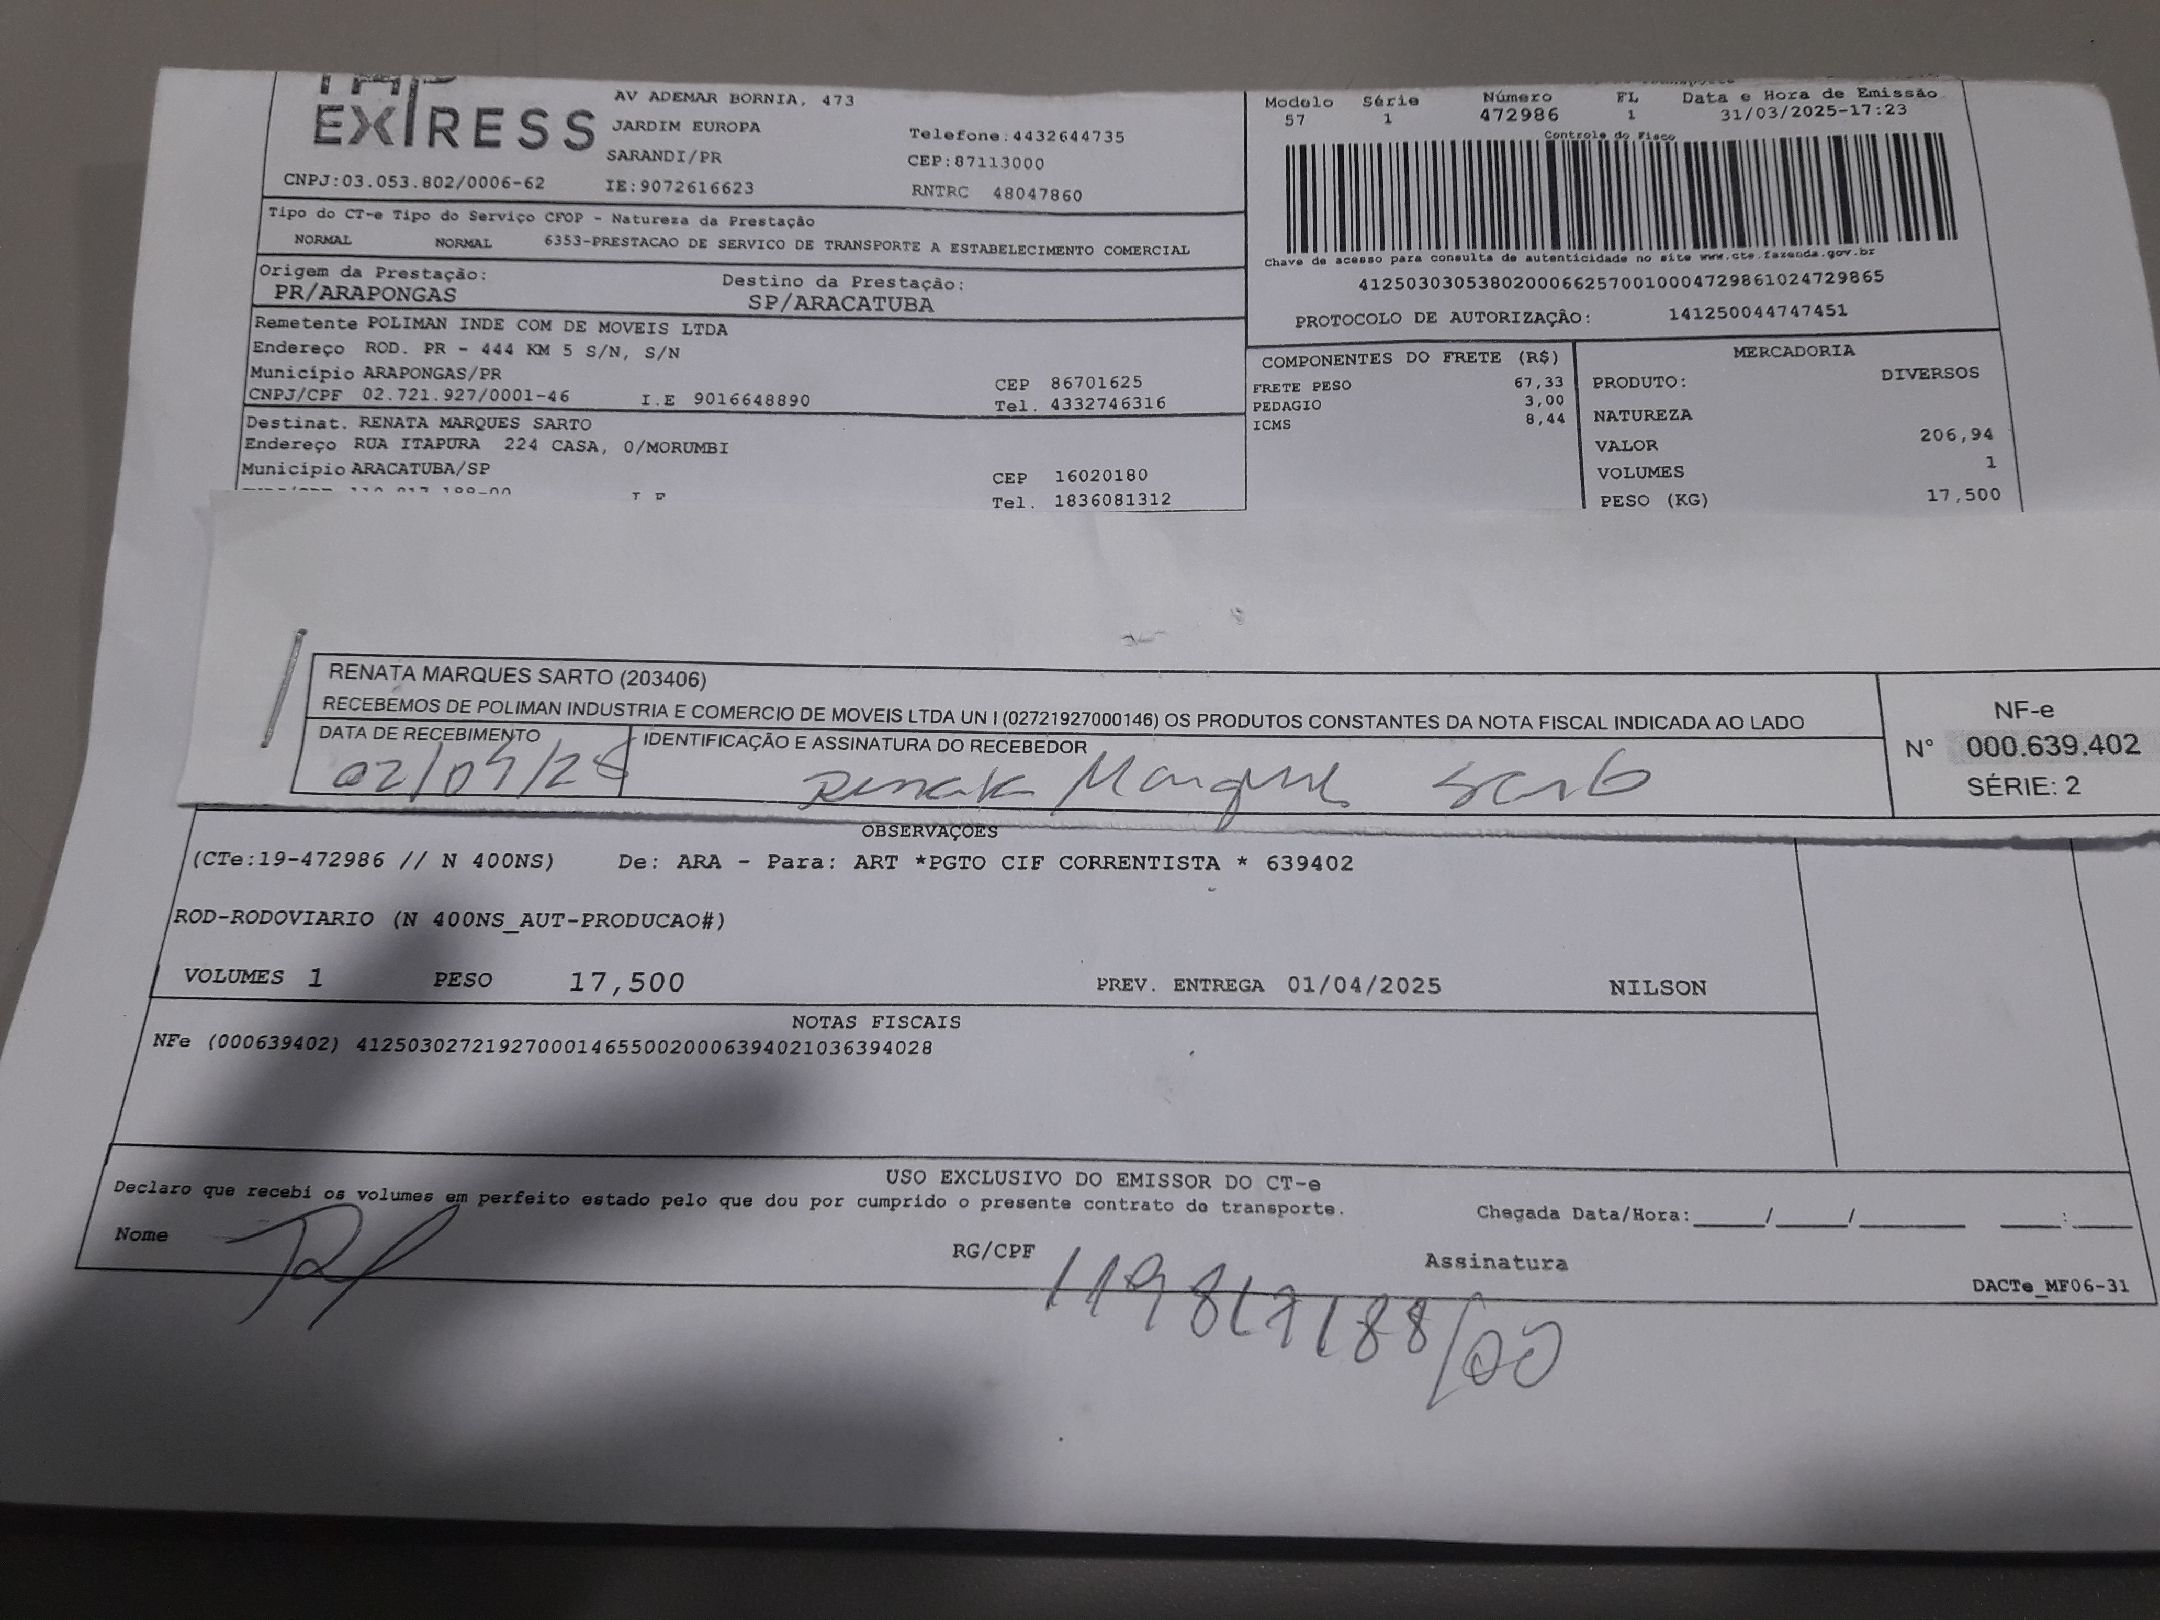 TAP
EXPRESS
AV ADEMAR BORNIA, 473
JARDIM EUROPA
SARANDI/PR
Telefone:4432644735
CEP:87113000
CNPJ:03.053.802/0006-62 IE:9072616623 RNTRC 48047860
Modelo Série Número FL Data e Hora de Emissão
57 1 472986 1 31/03/2025-17:23
Controle do Fisco
Chave de acesso para consulta de autenticidade no site www.cte.fazenda.gov.br
41250303053802000662570010004729861024729865
PROTOCOLO DE AUTORIZAÇÃO: 141250044747451
Tipo do CT-e Tipo do Serviço CFOP - Natureza da Prestação
NORMAL NORMAL 6353-PRESTACAO DE SERVICO DE TRANSPORTE A ESTABELECIMENTO COMERCIAL
Origem da Prestação: Destino da Prestação:
PR/ARAPONGAS SP/ARACATUBA
Remetente POLIMAN INDE COM DE MOVEIS LTDA
Endereço ROD. PR - 444 KM 5 S/N, S/N
Município ARAPONGAS/PR CEP 86701625
CNPJ/CPF 02.721.927/0001-46 I.E 9016648890 Tel. 4332746316
Destinat. RENATA MARQUES SARTO
Endereço RUA ITAPURA 224 CASA, 0/MORUMBI
Município ARACATUBA/SP CEP 16020180
Tel. 1836081312
COMPONENTES DO FRETE (R$)
FRETE PESO 67,33
PEDAGIO 3,00
ICMS 8,44
MERCADORIA
PRODUTO: DIVERSOS
NATUREZA
VALOR 206,94
VOLUMES 1
PESO (KG) 17,500
RENATA MARQUES SARTO (203406)
RECEBEMOS DE POLIMAN INDUSTRIA E COMERCIO DE MOVEIS LTDA UN I (02721927000146) OS PRODUTOS CONSTANTES DA NOTA FISCAL INDICADA AO LADO
DATA DE RECEBIMENTO IDENTIFICAÇÃO E ASSINATURA DO RECEBEDOR
02/04/25 Renata Marques Sarto
NF-e
N° 000.639.402
SÉRIE: 2
OBSERVAÇOES
(CTe:19-472986 // N 400NS) De: ARA - Para: ART *PGTO CIF CORRENTISTA * 639402
ROD-RODOVIARIO (N 400NS_AUT-PRODUCAO#)
VOLUMES 1 PESO 17,500 PREV. ENTREGA 01/04/2025 NILSON
NOTAS FISCAIS
NFe (000639402) 41250302721927000146550020006394021036394028
USO EXCLUSIVO DO EMISSOR DO CT-e
Declaro que recebi os volumes em perfeito estado pelo que dou por cumprido o presente contrato de transporte.
Chegada Data/Hora:_____/_____/_______ ____:____
Nome RG/CPF 119817188/00 Assinatura
DACTe_MF06-31